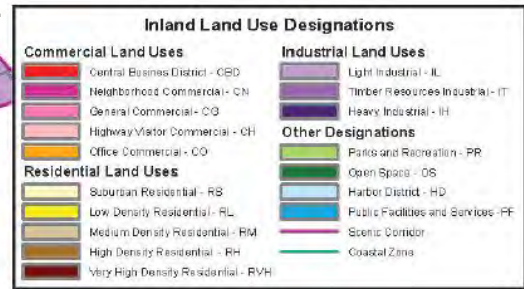 Inland Land Use Designations
Commercial Land Uses
Central Busines District - CBD
Neighborhood Commercial - CN
General Commercial - CG
Highway Visitor Commercial - CH
Office Commercial - CO
Residential Land Uses
Suburban Residential - RS
Low Density Residential - RL
Medium Density Residential - RM
High Density Residential - RH
Very High Density Residential - RVH
Industrial Land Uses
Light Industrial - IL
Timber Resources Industrial - IT
Heavy Industrial - IH
Other Designations
Parks and Recreation - PR
Open Space - OS
Harbor District - HD
Public Facilities and Services - PF
Scenic Corridor
Coastal Zone